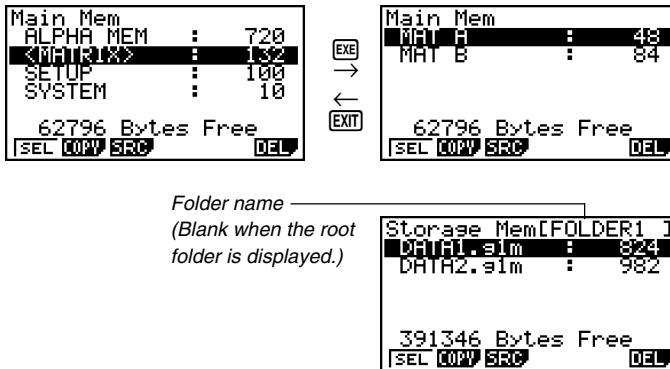 Main Mem
ALPHA MEM : 720
<MATRIX> : 132
SETUP : 100
SYSTEM : 10
62796 Bytes Free
SEL COPY SRC DEL
EXE
→
←
EXIT
Main Mem
MAT A : 48
MAT B : 84
62796 Bytes Free
SEL COPY SRC DEL
Folder name
(Blank when the root
folder is displayed.)
Storage Mem[FOLDER1 ]
DATA1.g1m : 824
DATA2.g1m : 982
391346 Bytes Free
SEL COPY SRC DEL